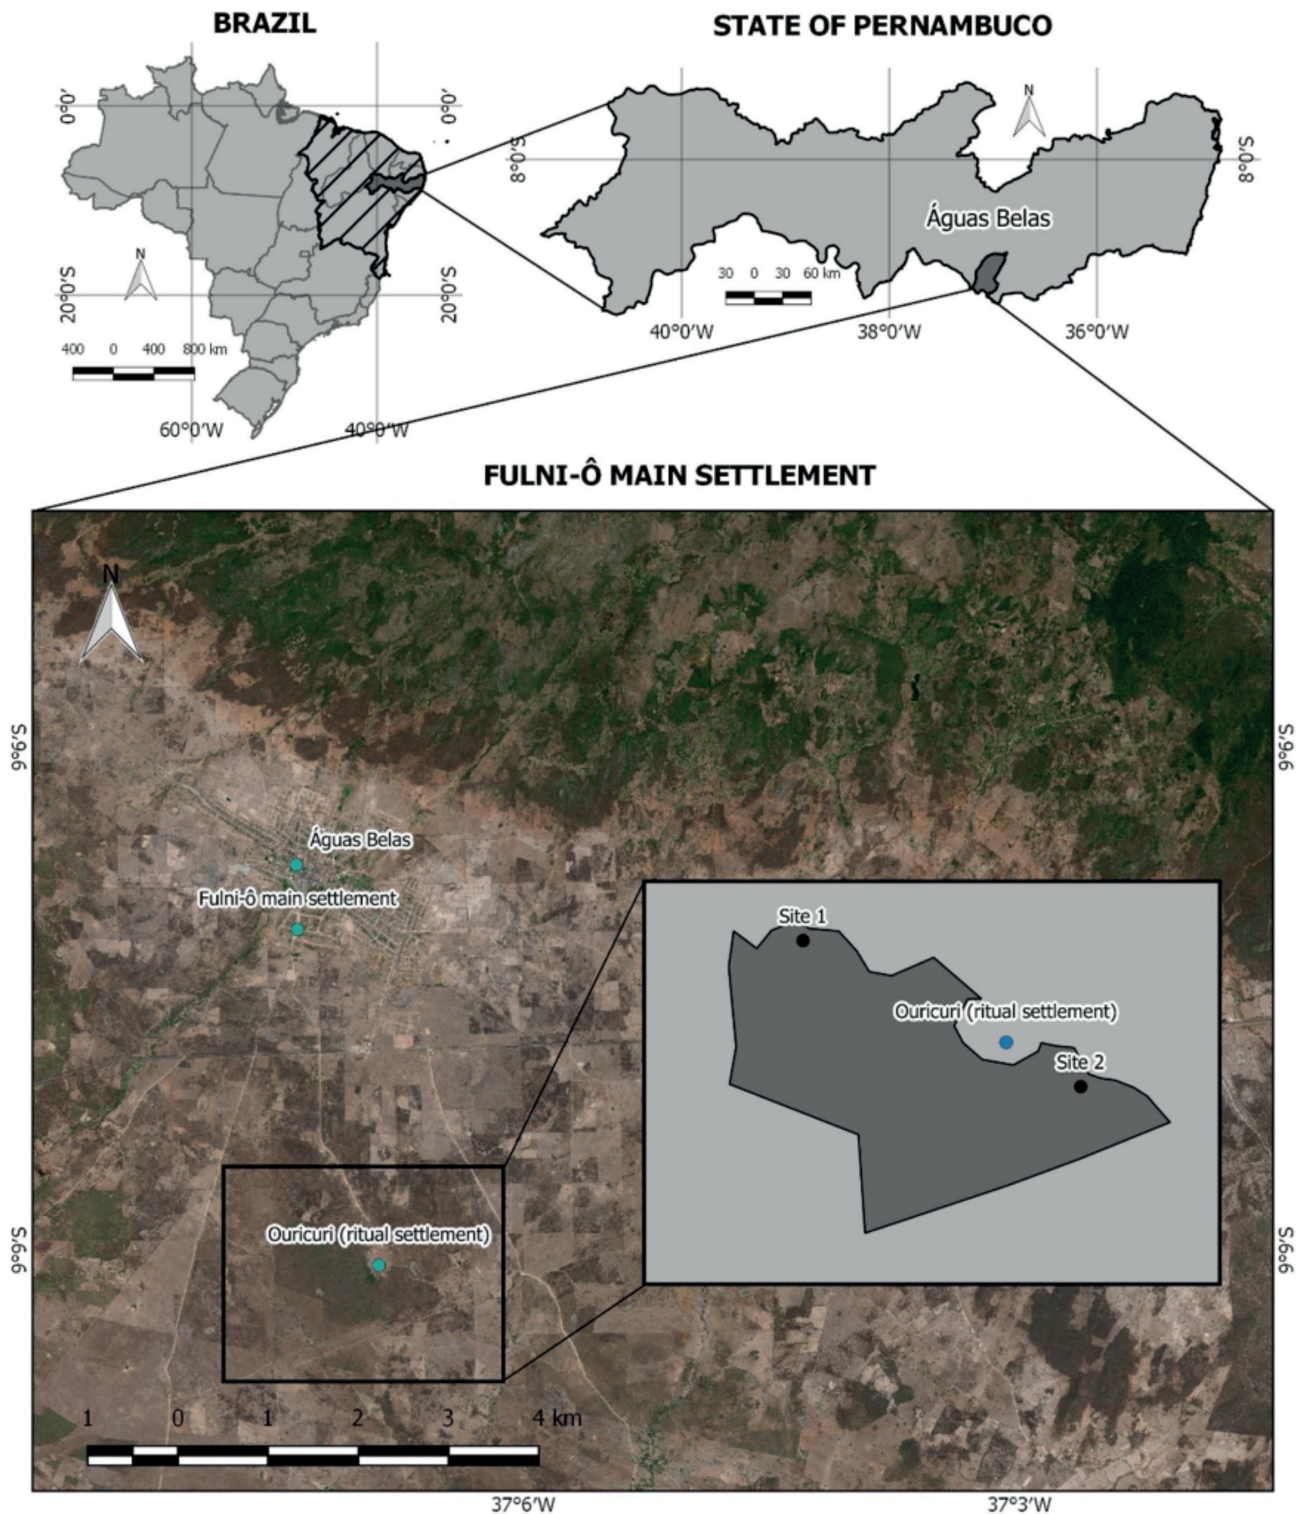 BRAZIL
STATE OF PERNAMBUCO
0°0′
0°0′
N
8°0′S
8°0′S
Águas Belas
N
20°0′S
20°0′S
30 0 30 60 km
400 0 400 800 km
40°0′W
38°0′W
36°0′W
60°0′W
40°0′W
FULNI-Ô MAIN SETTLEMENT
N
9°6′S
9°6′S
Águas Belas
Fulni-ô main settlement
Site 1
Ouricuri (ritual settlement)
Site 2
Ouricuri (ritual settlement)
9°9′S
9°9′S
1 0 1 2 3 4 km
37°6′W
37°3′W